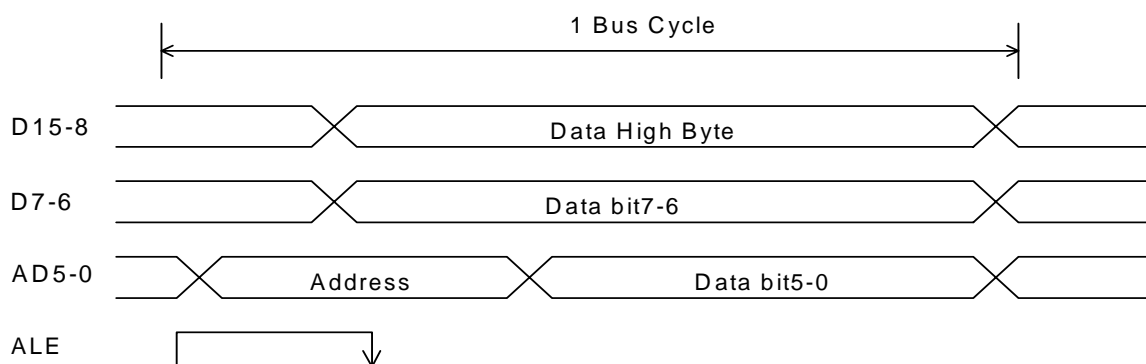 1 Bus Cycle
D15-8
Data High Byte
D7-6
Data bit7-6
AD5-0
Address
Data bit5-0
ALE